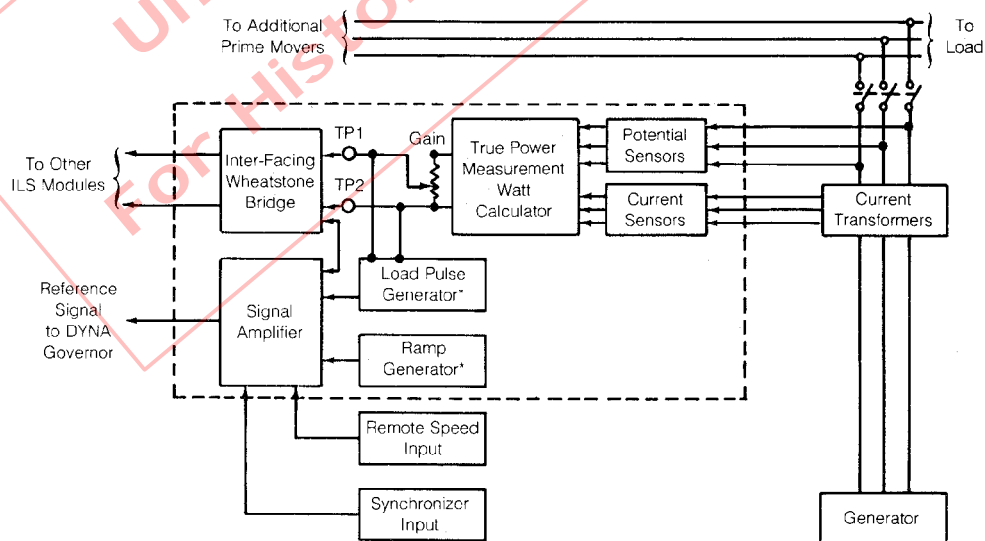 To Additional
Prime Movers
To
Load
TP1
Gain
TP2
To Other
ILS Modules
Inter-Facing
Wheatstone
Bridge
True Power
Measurement
Watt
Calculator
Potential
Sensors
Current
Sensors
Current
Transformers
Reference
Signal
to DYNA
Governor
Signal
Amplifier
Load Pulse
Generator*
Ramp
Generator*
Remote Speed
Input
Synchronizer
Input
Generator
For Histo